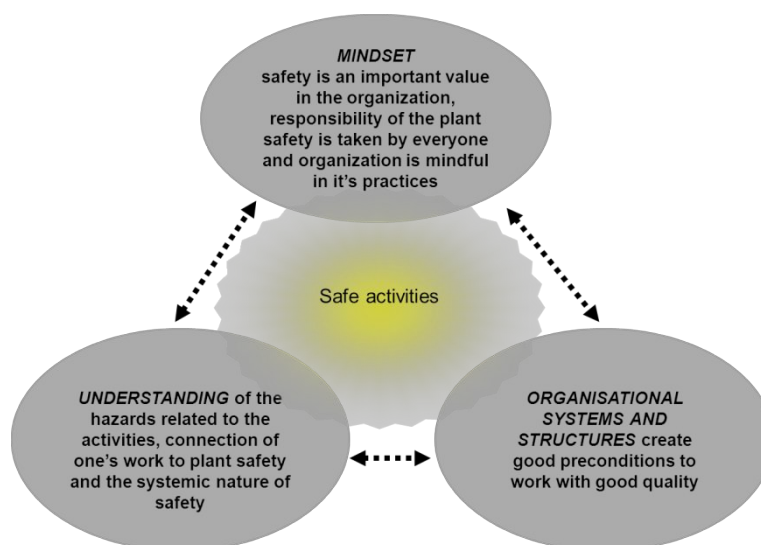 MINDSET
safety is an important value
in the organization,
responsibility of the plant
safety is taken by everyone
and organization is mindful
in it's practices
Safe activities
UNDERSTANDING of the
hazards related to the
activities, connection of
one's work to plant safety
and the systemic nature of
safety
ORGANISATIONAL
SYSTEMS AND
STRUCTURES create
good preconditions to
work with good quality